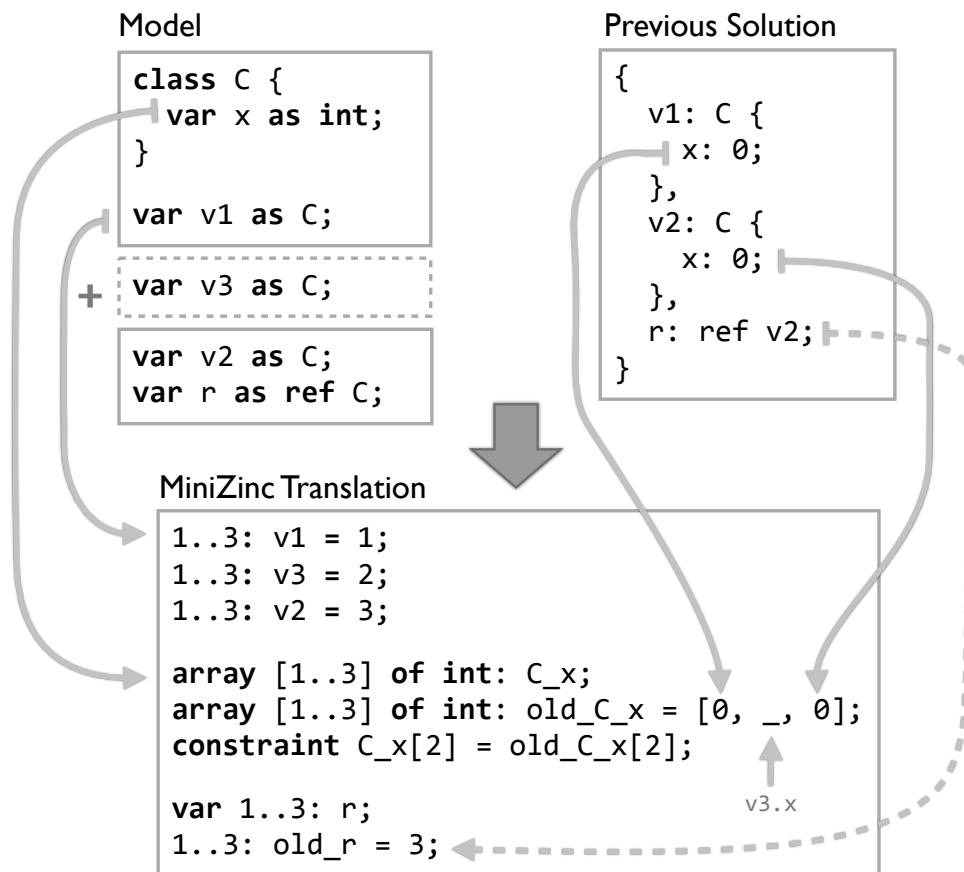 Model
class C {
var x as int;
}
var v1 as C;
+
var v3 as C;
var v2 as C;
var r as ref C;
Previous Solution
{
v1: C {
x: 0;
},
v2: C {
x: 0;
},
r: ref v2;
}
MiniZinc Translation
1..3: v1 = 1;
1..3: v3 = 2;
1..3: v2 = 3;
array [1..3] of int: C_x;
array [1..3] of int: old_C_x = [0, _, 0];
constraint C_x[2] = old_C_x[2];
v3.x
var 1..3: r;
1..3: old_r = 3;